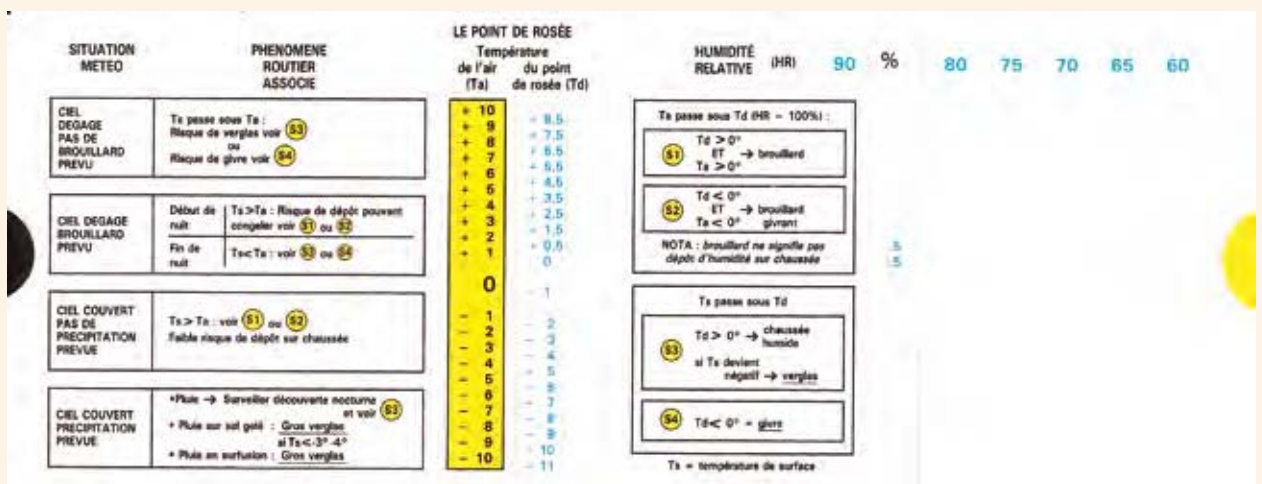 SITUATION METEO
PHENOMENE ROUTIER ASSOCIE
LE POINT DE ROSÉE
Température
de l'air (Ta)
du point de rosée (Td)
HUMIDITÉ RELATIVE (HR) 90 % 80 75 70 65 60
CIEL
DEGAGE
PAS DE
BROUILLARD
PREVU
Ts passe sous Ta :
Risque de verglas voir S3
ou
Risque de givre voir S4
CIEL DEGAGE
BROUILLARD
PREVU
Début de nuit
Ts>Ta : Risque de dépôt pouvant
congeler voir S1 ou S2
Fin de nuit
Ts<Ta : voir S3 ou S4
CIEL COUVERT
PAS DE
PRECIPITATION
PREVUE
Ts > Ta : voir S1 ou S2
Faible risque de dépôt sur chaussée
CIEL COUVERT
PRECIPITATION
PREVUE
•Pluie → Surveiller découverte nocturne
et voir S3
• Pluie sur sol gelé : Gros verglas
si Ts<-3° -4°
• Pluie en surfusion : Gros verglas
+ 10
+ 9
+ 8
+ 7
+ 6
+ 5
+ 4
+ 3
+ 2
+ 1
0
- 1
- 2
- 3
- 4
- 5
- 6
- 7
- 8
- 9
- 10
+ 8,5
+ 7,5
+ 6,5
+ 5,5
+ 4,5
+ 3,5
+ 2,5
+ 1,5
+ 0,5
0
- 1
- 2
- 3
- 4
- 5
- 6
- 7
- 8
- 9
- 10
- 11
Ta passe sous Td (HR = 100%) :
S1
Td > 0°
ET → brouillard
Ta > 0°
S2
Td < 0°
ET → brouillard
Ta < 0° givrant
NOTA : brouillard ne signifie pas
dépôt d'humidité sur chaussée
Ts passe sous Td
S3
Td > 0° → chaussée
humide
si Ts devient
négatif → verglas
S4 Td< 0° = givre
Ts = température de surface